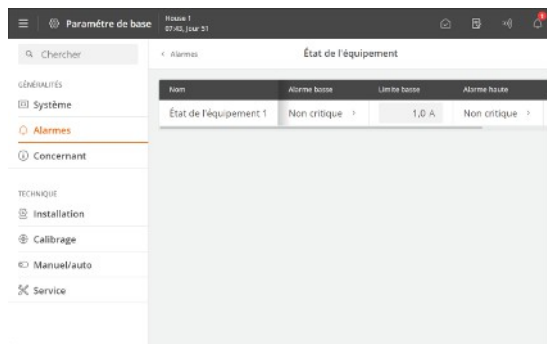 Paramétre de base
House 1
07:43, Jour 51
Chercher
Alarmes
État de l'équipement
GÉNÉRALITÉS
Système
Alarmes
Concernant
TECHNIQUE
Installation
Calibrage
Manuel/auto
Service
Nom Alarme basse Limite basse Alarme haute
État de l'équipement 1 Non critique 1,0 A Non critique